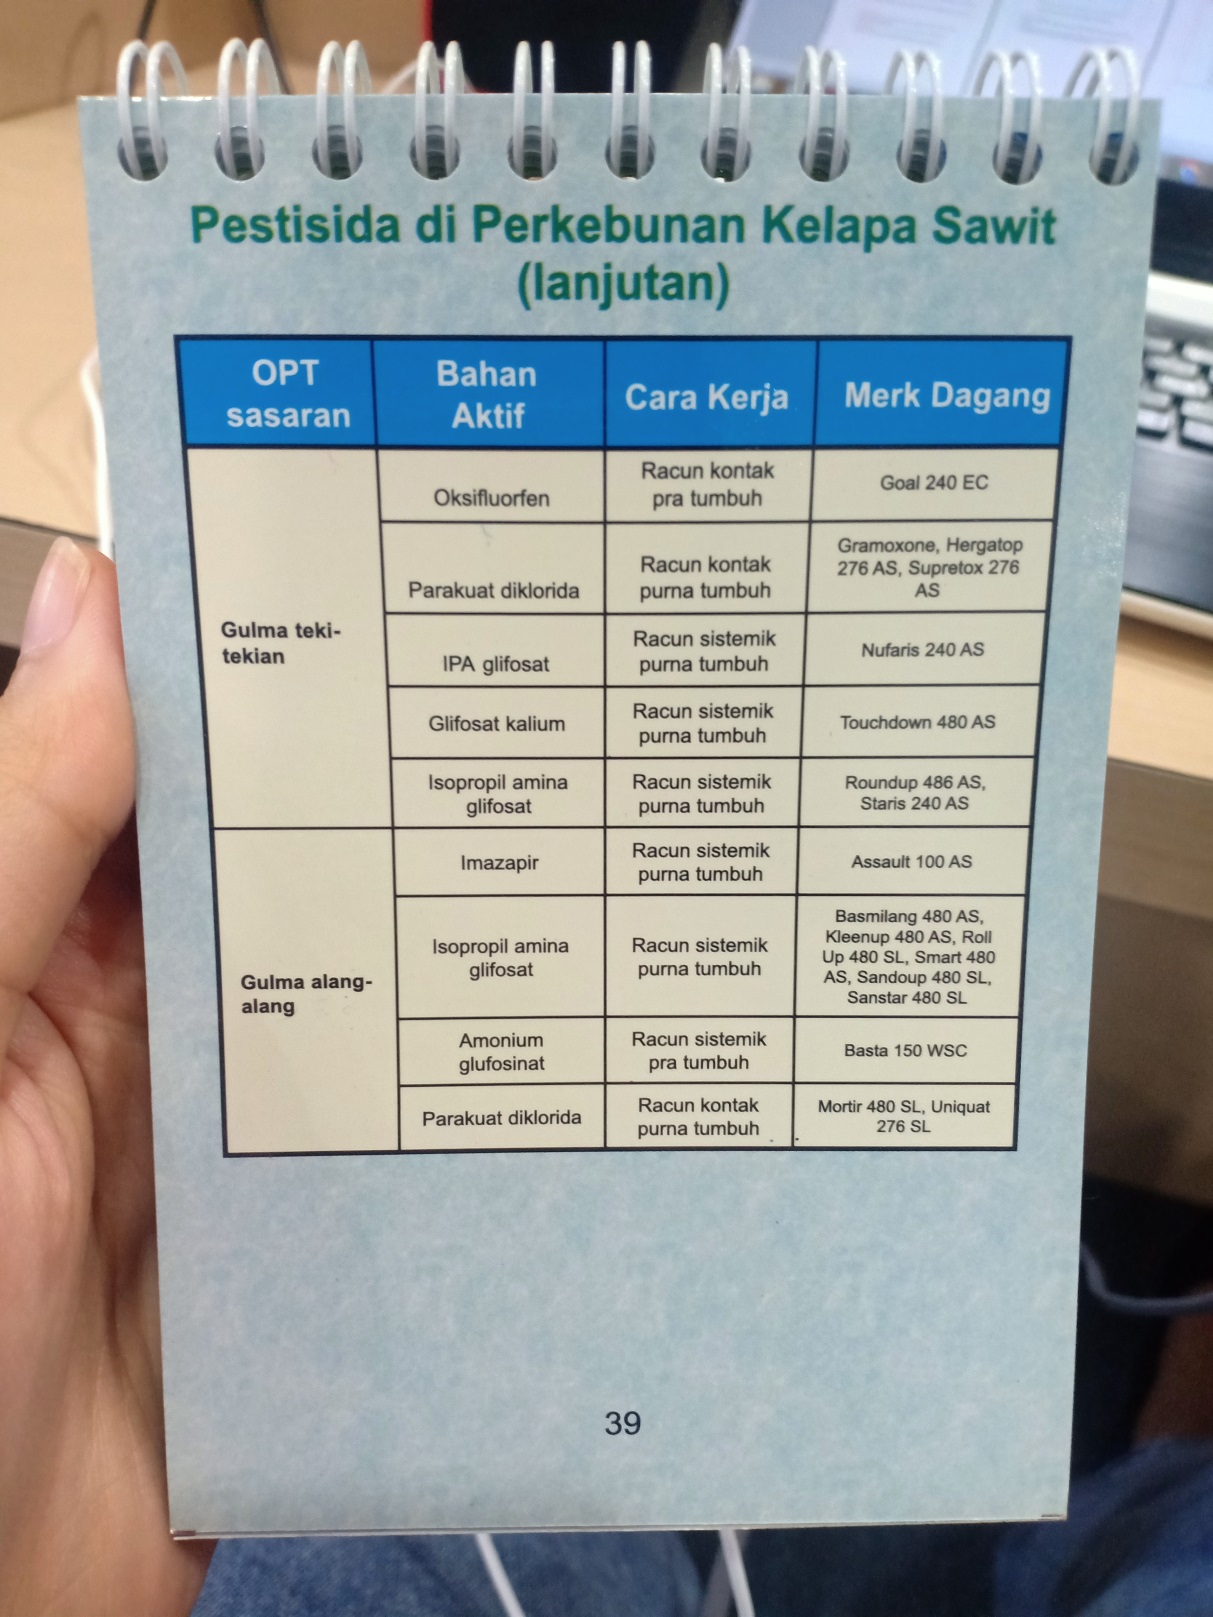 Pestisida di Perkebunan Kelapa Sawit
(lanjutan)
OPT
sasaran
Bahan
Aktif
Cara Kerja
Merk Dagang
Gulma teki-
tekian
Oksifluorfen
Racun kontak
pra tumbuh
Goal 240 EC
Parakuat diklorida
Racun kontak
purna tumbuh
Gramoxone, Hergatop
276 AS, Supretox 276
AS
IPA glifosat
Racun sistemik
purna tumbuh
Nufaris 240 AS
Glifosat kalium
Racun sistemik
purna tumbuh
Touchdown 480 AS
Isopropil amina
glifosat
Racun sistemik
purna tumbuh
Roundup 486 AS,
Staris 240 AS
Gulma alang-
alang
Imazapir
Racun sistemik
purna tumbuh
Assault 100 AS
Isopropil amina
glifosat
Racun sistemik
purna tumbuh
Basmilang 480 AS,
Kleenup 480 AS, Roll
Up 480 SL, Smart 480
AS, Sandoup 480 SL,
Sanstar 480 SL
Amonium
glufosinat
Racun sistemik
pra tumbuh
Basta 150 WSC
Parakuat diklorida
Racun kontak
purna tumbuh
Mortir 480 SL, Uniquat
276 SL
39